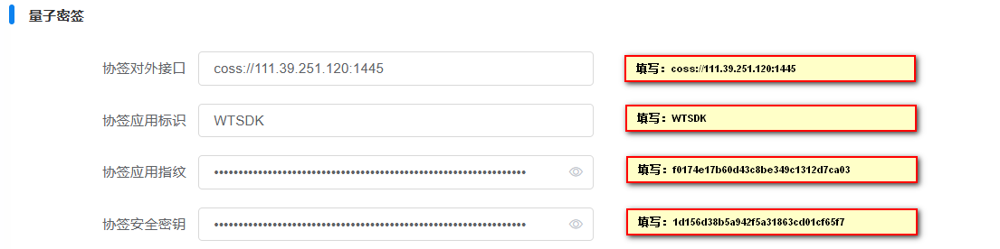 量子密签
协签对外接口 coss://111.39.251.120:1445 填写：coss://111.39.251.120:1445
协签应用标识 WTSDK 填写：WTSDK
协签应用指纹 •••••••••••••••••••••••••••••••••••••••••••••••••••••••••••••••• 填写：f0174e17b60d43c8be349c1312d7ca03
协签安全密钥 •••••••••••••••••••••••••••••••••••••••••••••••••••••••••••••••• 填写：1d156d38b5a942f5a31863cd01cf65f7